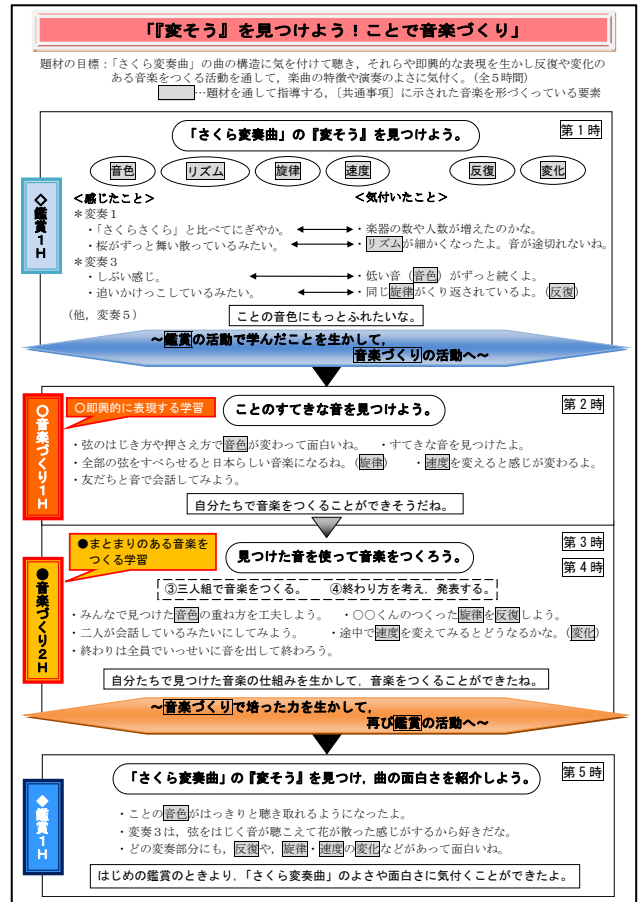 「『変そう』を見つけよう！ことで音楽づくり」
題材の目標：「さくら変奏曲」の曲の構造に気を付けて聴き，それらや即興的な表現を生かし反復や変化の
ある音楽をつくる活動を通して，楽曲の特徴や演奏のよさに気付く。（全５時間）
…題材を通して指導する，〔共通事項〕に示された音楽を形づくっている要素
「さくら変奏曲」の『変そう』を見つけよう。
第１時
音色 リズム 旋律 速度 反復 変化
◇鑑賞１H
＜感じたこと＞ ＜気付いたこと＞
＊変奏１
・「さくらさくら」と比べてにぎやか。 ・楽器の数や人数が増えたのかな。
・桜がずっと舞い散っているみたい。 ・リズムが細かくなったよ。音が途切れないね。
＊変奏３
・しぶい感じ。 ・低い音（音色）がずっと続くよ。
・追いかけっこしているみたい。 ・同じ旋律がくり返されているよ。（反復）
（他，変奏５）
ことの音色にもっとふれたいな。
～鑑賞の活動で学んだことを生かして，
音楽づくりの活動へ～
○音楽づくり１H
○即興的に表現する学習
ことのすてきな音を見つけよう。
第２時
・弦のはじき方や押さえ方で音色が変わって面白いね。 ・すてきな音を見つけたよ。
・全部の弦をすべらせると日本らしい音楽になるね。（旋律） ・速度を変えると感じが変わるよ。
・友だちと音で会話してみよう。
自分たちで音楽をつくることができそうだね。
●音楽づくり２H
●まとまりのある音楽を
つくる学習
見つけた音を使って音楽をつくろう。
第３時
第４時
③三人組で音楽をつくる。 ④終わり方を考え，発表する。
・みんなで見つけた音色の重ね方を工夫しよう。 ・○○くんのつくった旋律を反復しよう。
・二人が会話しているみたいにしてみよう。 ・途中で速度を変えてみるとどうなるかな。（変化）
・終わりは全員でいっせいに音を出して終わろう。
自分たちで見つけた音楽の仕組みを生かして，音楽をつくることができたね。
～音楽づくりで培った力を生かして，
再び鑑賞の活動へ～
◆鑑賞１H
「さくら変奏曲」の『変そう』を見つけ，曲の面白さを紹介しよう。
第５時
・ことの音色がはっきりと聴き取れるようになったよ。
・変奏３は，弦をはじく音が聴こえて花が散った感じがするから好きだな。
・どの変奏部分にも，反復や，旋律・速度の変化などがあって面白いね。
はじめの鑑賞のときより，「さくら変奏曲」のよさや面白さに気付くことができたよ。